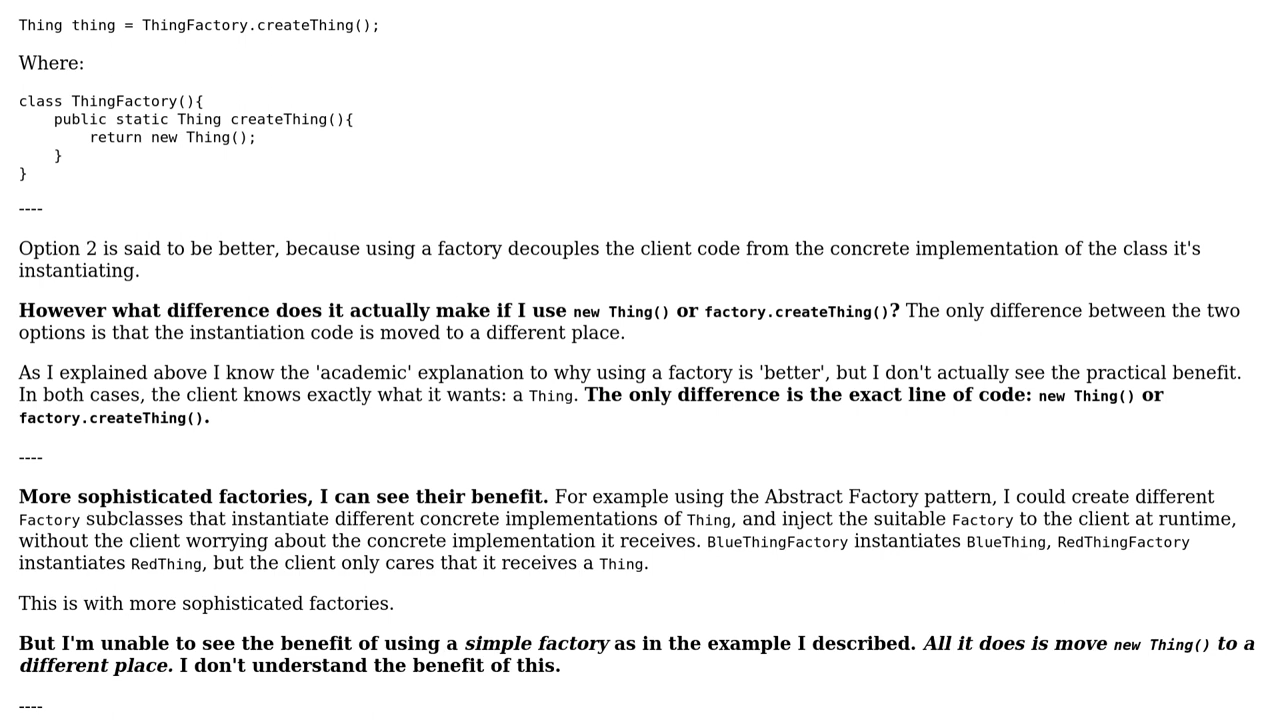 Thing thing = ThingFactory.createThing();
Where:
class ThingFactory(){
    public static Thing createThing(){
        return new Thing();
    }
}
----
Option 2 is said to be better, because using a factory decouples the client code from the concrete implementation of the class it's
instantiating.
However what difference does it actually make if I use new Thing() or factory.createThing()? The only difference between the two
options is that the instantiation code is moved to a different place.
As I explained above I know the 'academic' explanation to why using a factory is 'better', but I don't actually see the practical benefit.
In both cases, the client knows exactly what it wants: a Thing. The only difference is the exact line of code: new Thing() or
factory.createThing().
----
More sophisticated factories, I can see their benefit. For example using the Abstract Factory pattern, I could create different
Factory subclasses that instantiate different concrete implementations of Thing, and inject the suitable Factory to the client at runtime,
without the client worrying about the concrete implementation it receives. BlueThingFactory instantiates BlueThing, RedThingFactory
instantiates RedThing, but the client only cares that it receives a Thing.
This is with more sophisticated factories.
But I'm unable to see the benefit of using a simple factory as in the example I described. All it does is move new Thing() to a
different place. I don't understand the benefit of this.
----